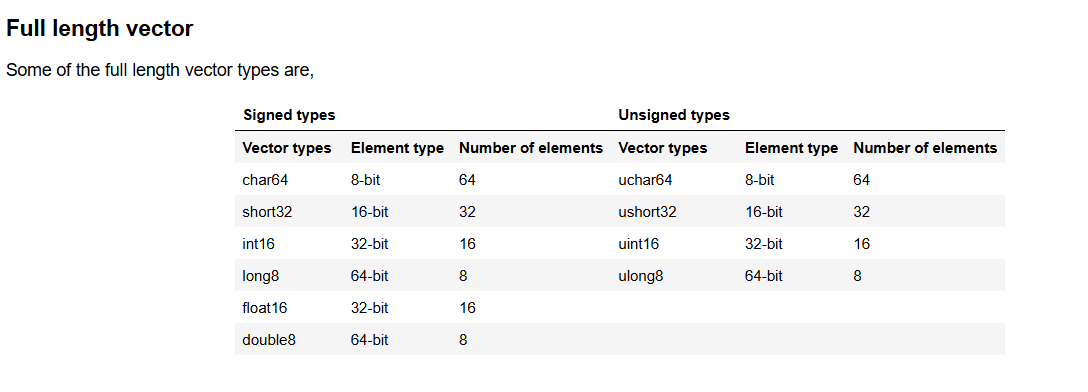 Full length vector
Some of the full length vector types are,
Signed types Unsigned types
Vector types Element type Number of elements Vector types Element type Number of elements
char64 8-bit 64 uchar64 8-bit 64
short32 16-bit 32 ushort32 16-bit 32
int16 32-bit 16 uint16 32-bit 16
long8 64-bit 8 ulong8 64-bit 8
float16 32-bit 16
double8 64-bit 8